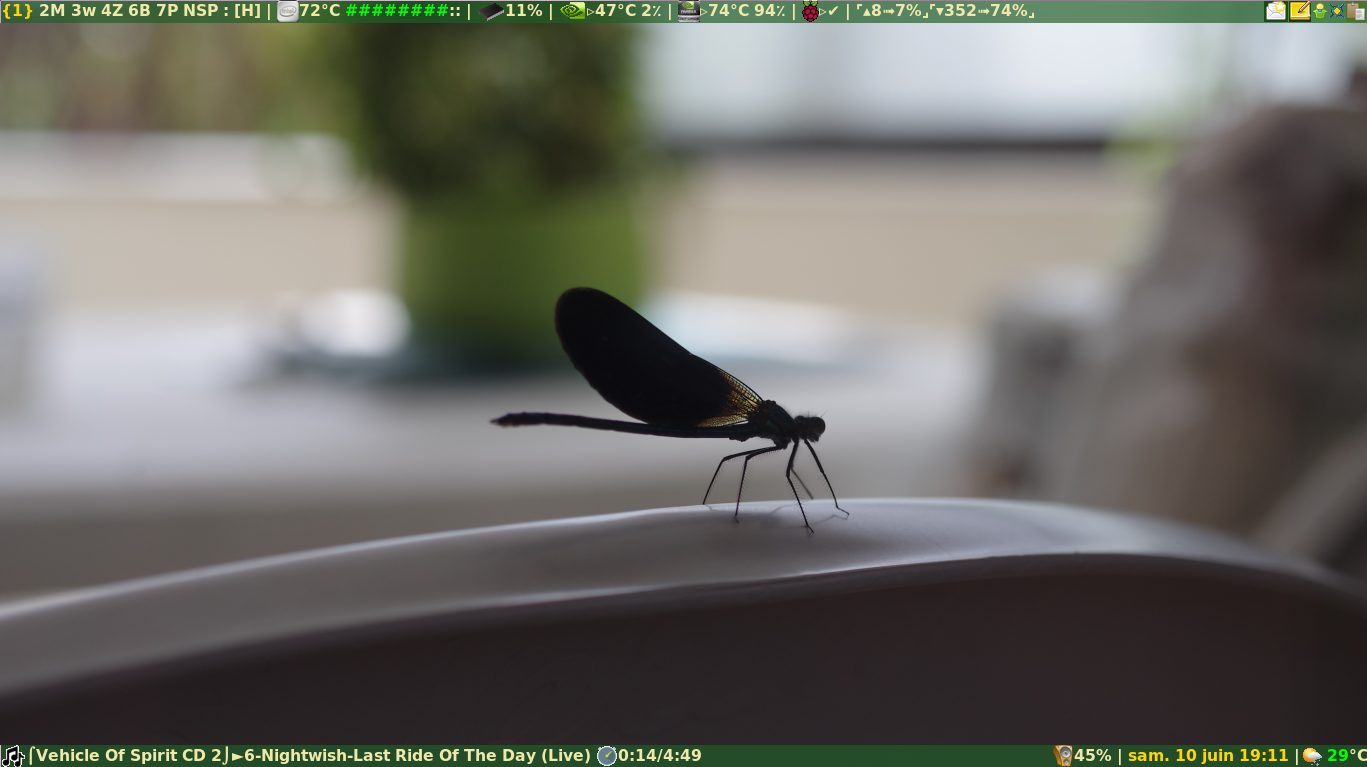 {1} 2M 3w 4Z 6B 7P NSP : [H] | 72°C ########:: | 11% | ▹47°C 2٪ | ▹74°C 94٪ | ▹✔ | ⌜▴8➟7%⌟⌜▾352➟74%⌟
⌠Vehicle Of Spirit CD 2⌡►6-Nightwish-Last Ride Of The Day (Live) 0:14/4:49 45% | sam. 10 juin 19:11 | 29°C